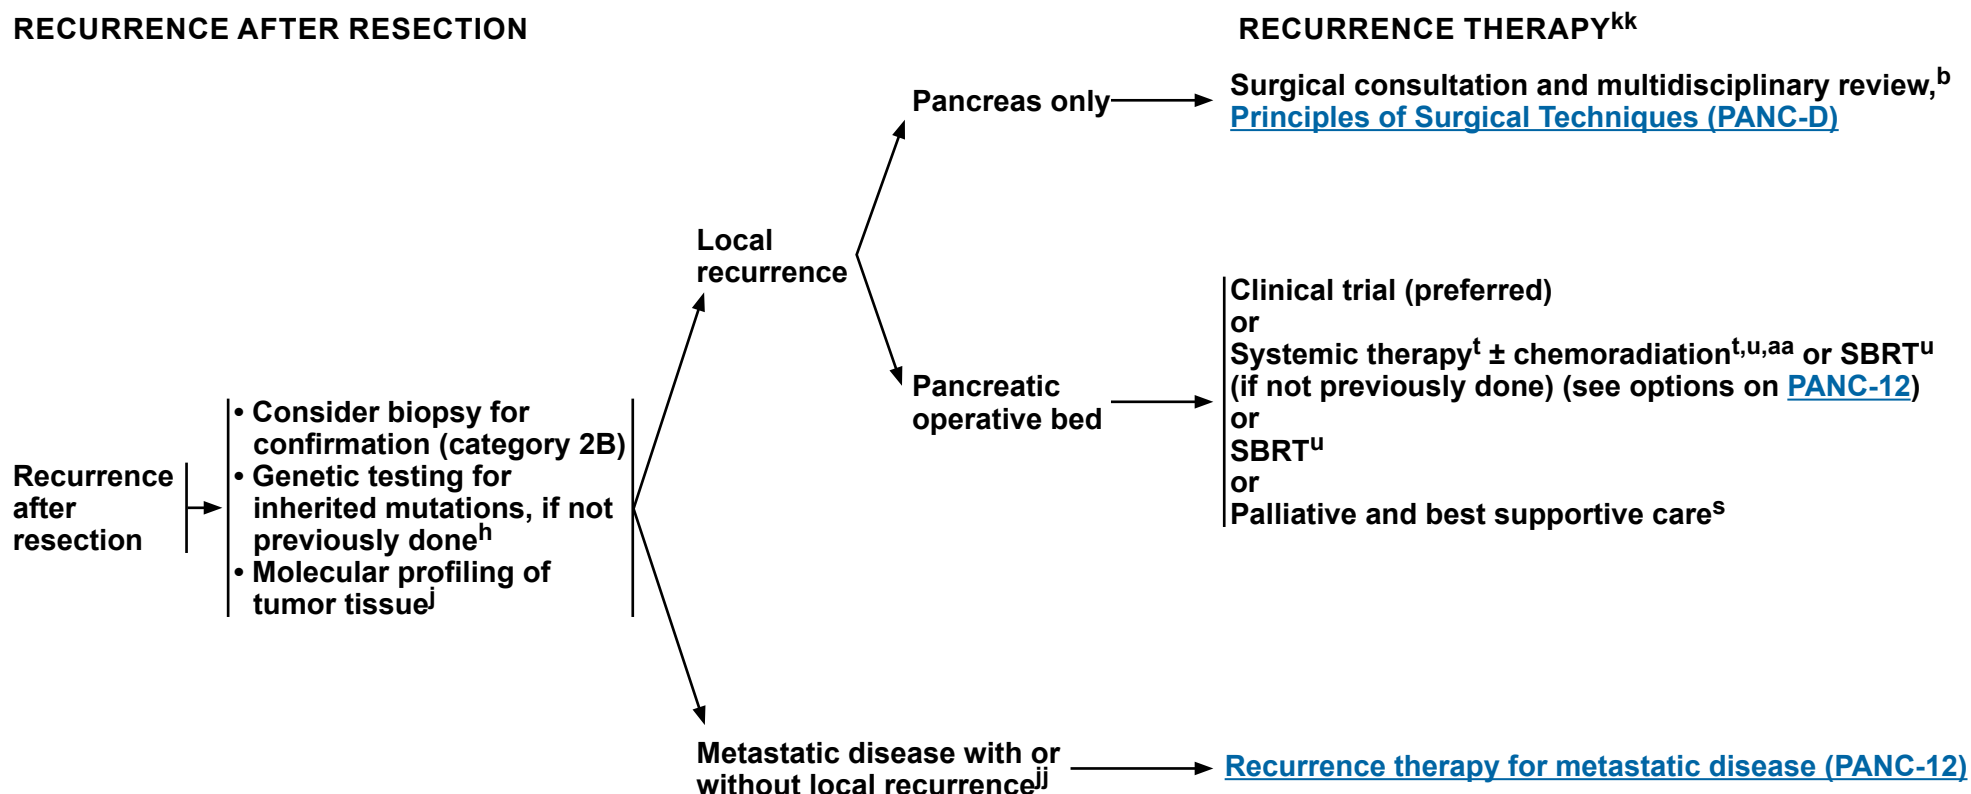 RECURRENCE AFTER RESECTION
RECURRENCE THERAPYkk
Recurrence
after
resection
• Consider biopsy for
confirmation (category 2B)
• Genetic testing for
inherited mutations, if not
previously doneh
• Molecular profiling of
tumor tissuej
Local
recurrence
Pancreas only
Surgical consultation and multidisciplinary review,b
Principles of Surgical Techniques (PANC-D)
Pancreatic
operative bed
Clinical trial (preferred)
or
Systemic therapyt ± chemoradiationt,u,aa or SBRTu
(if not previously done) (see options on PANC-12)
or
SBRTu
or
Palliative and best supportive cares
Metastatic disease with or
without local recurrencejj
Recurrence therapy for metastatic disease (PANC-12)